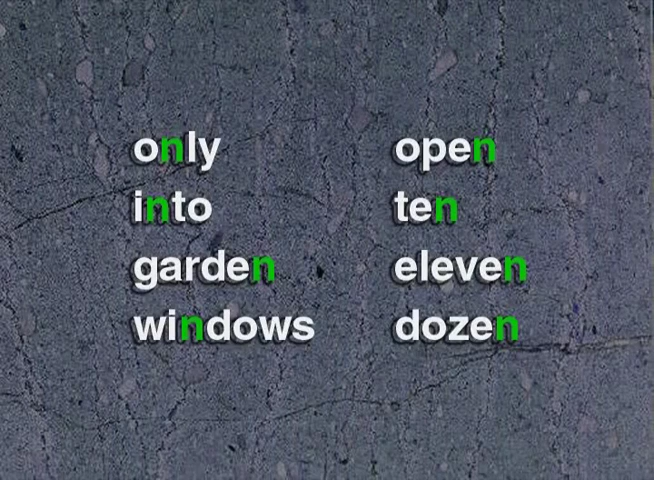 only
into
garden
windows
open
ten
eleven
dozen